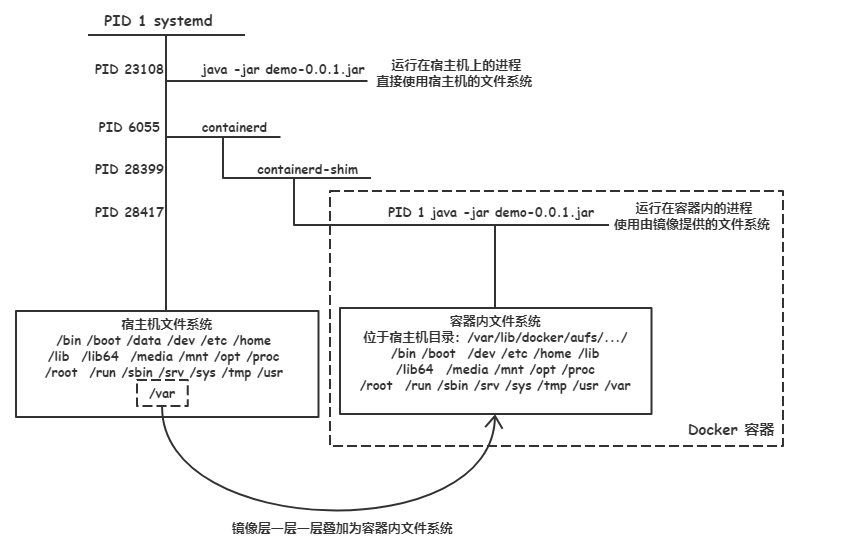 PID 1 systemd
PID 23108
java -jar demo-0.0.1.jar
运行在宿主机上的进程
直接使用宿主机的文件系统
PID 6055
containerd
PID 28399
containerd-shim
PID 28417
PID 1 java -jar demo-0.0.1.jar
运行在容器内的进程
使用由镜像提供的文件系统
宿主机文件系统
/bin /boot /data /dev /etc /home
/lib /lib64 /media /mnt /opt /proc
/root /run /sbin /srv /sys /tmp /usr
/var
容器内文件系统
位于宿主机目录：/var/lib/docker/aufs/.../
/bin /boot /dev /etc /home /lib
/lib64 /media /mnt /opt /proc
/root /run /sbin /srv /sys /tmp /usr /var
Docker 容器
镜像层一层一层叠加为容器内文件系统